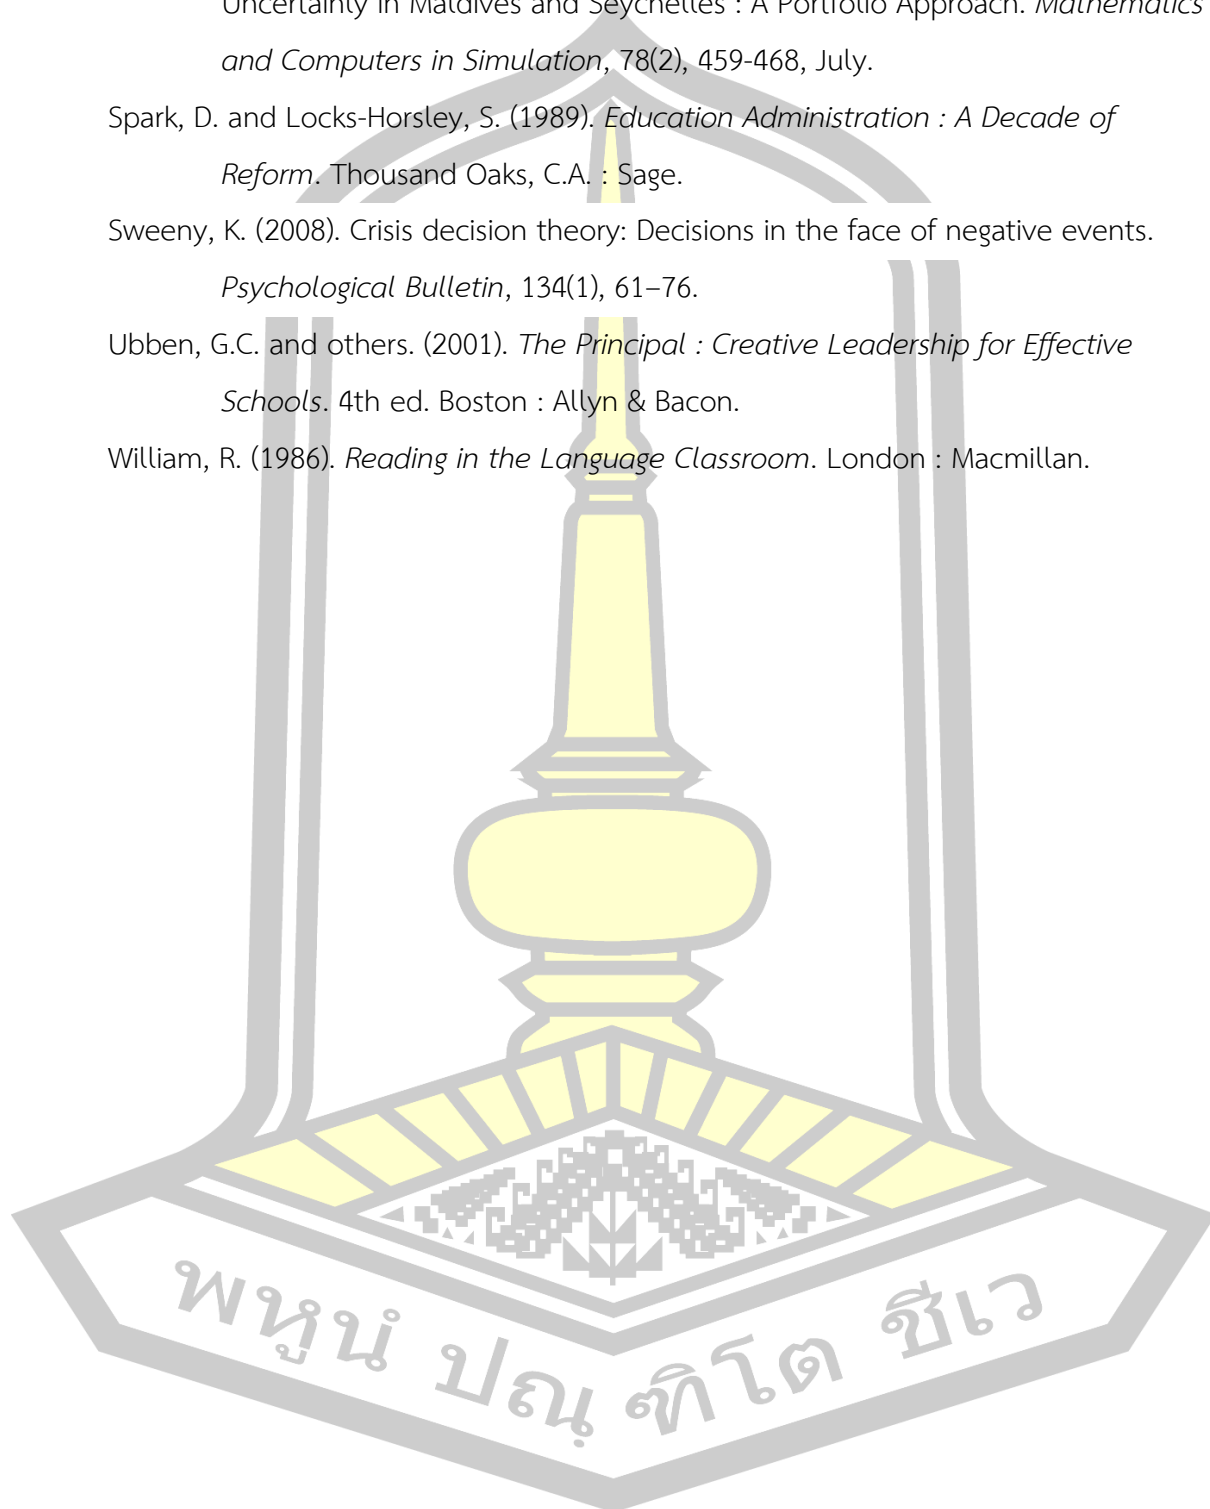 Uncertainly in Maldives and Seychelles : A Portfolio Approach. Mathematics
and Computers in Simulation, 78(2), 459-468, July.
Spark, D. and Locks-Horsley, S. (1989). Education Administration : A Decade of
Reform. Thousand Oaks, C.A. : Sage.
Sweeny, K. (2008). Crisis decision theory: Decisions in the face of negative events.
Psychological Bulletin, 134(1), 61–76.
Ubben, G.C. and others. (2001). The Principal : Creative Leadership for Effective
Schools. 4th ed. Boston : Allyn & Bacon.
William, R. (1986). Reading in the Language Classroom. London : Macmillan.
พหูนํ ปณฺฑิโต ชีเว